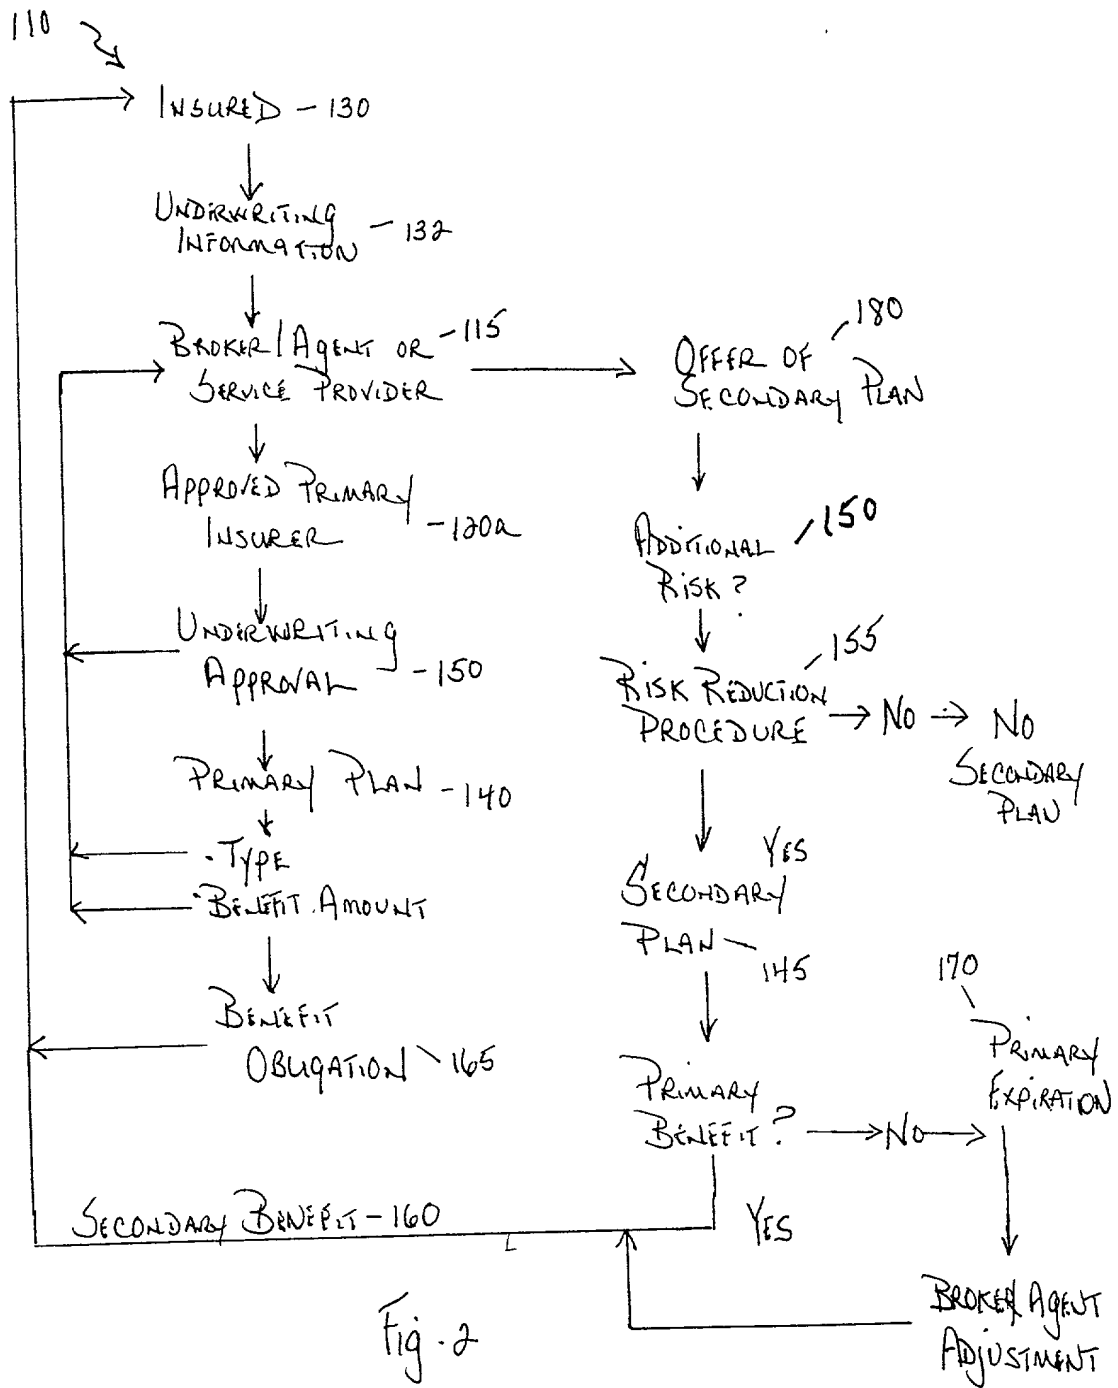 110
INSURED - 130
UNDERWRITING
INFORMATION - 132
BROKER/AGENT OR - 115
SERVICE PROVIDER
180
OFFER OF
SECONDARY PLAN
APPROVED PRIMARY
INSURER - 120a
ADDITIONAL
RISK?
150
UNDERWRITING
APPROVAL - 150
RISK REDUCTION
PROCEDURE
155
NO
NO
SECONDARY
PLAN
PRIMARY PLAN - 140
· TYPE
· BENEFIT AMOUNT
YES
SECONDARY
PLAN - 145
BENEFIT
OBLIGATION - 165
170
PRIMARY
EXPIRATION
PRIMARY
BENEFIT?
NO
SECONDARY BENEFIT - 160
YES
BROKER/AGENT
ADJUSTMENT
Fig. 2